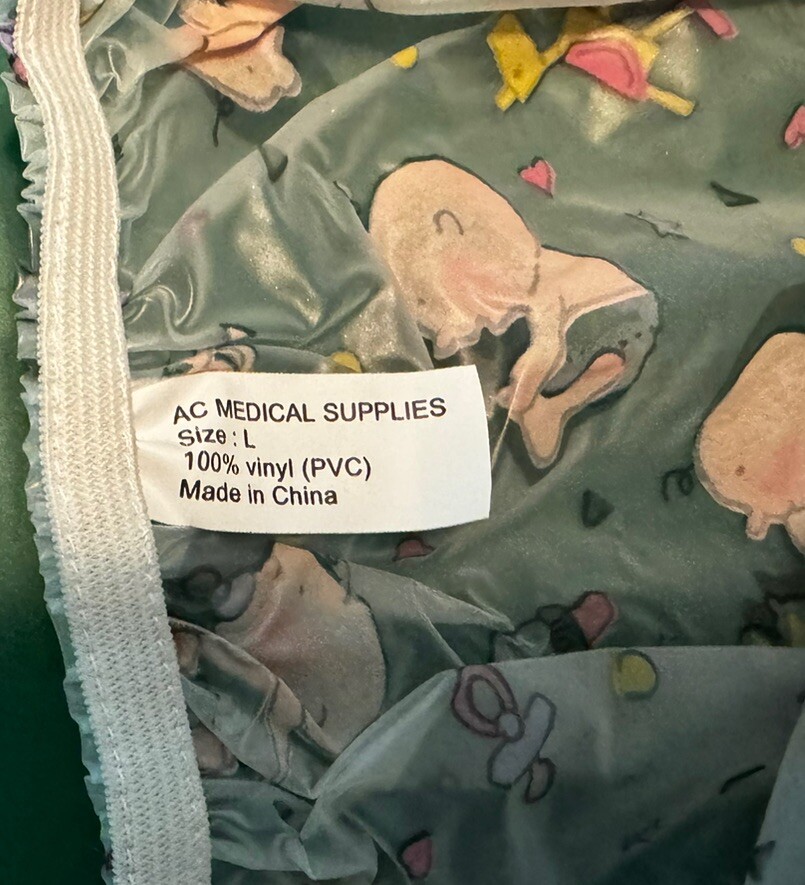 AC MEDICAL SUPPLIES
Size : L
100% vinyl (PVC)
Made in China